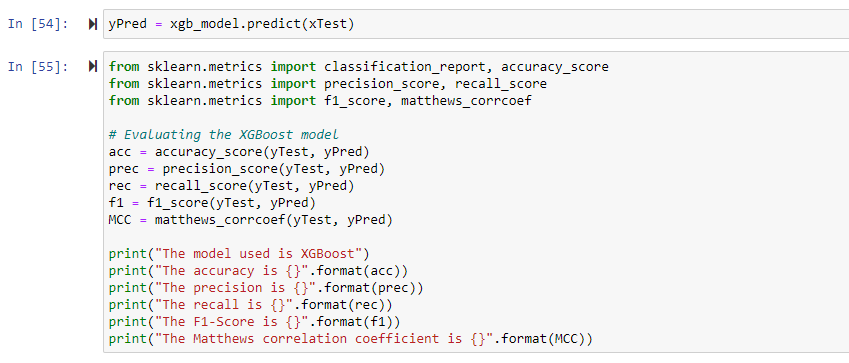 In [54]: yPred = xgb_model.predict(xTest)
In [55]: from sklearn.metrics import classification_report, accuracy_score
from sklearn.metrics import precision_score, recall_score
from sklearn.metrics import f1_score, matthews_corrcoef
# Evaluating the XGBoost model
acc = accuracy_score(yTest, yPred)
prec = precision_score(yTest, yPred)
rec = recall_score(yTest, yPred)
f1 = f1_score(yTest, yPred)
MCC = matthews_corrcoef(yTest, yPred)
print("The model used is XGBoost")
print("The accuracy is {}".format(acc))
print("The precision is {}".format(prec))
print("The recall is {}".format(rec))
print("The F1-Score is {}".format(f1))
print("The Matthews correlation coefficient is {}".format(MCC))